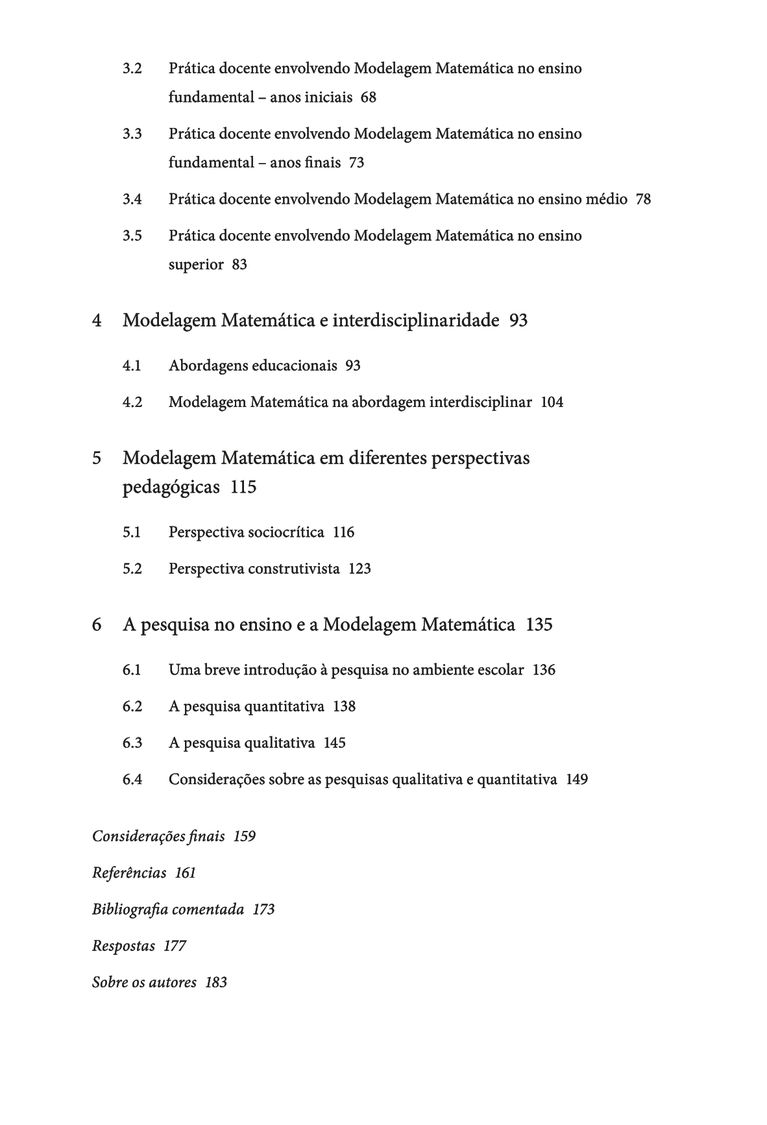 3.2 Prática docente envolvendo Modelagem Matemática no ensino
fundamental – anos iniciais 68
3.3 Prática docente envolvendo Modelagem Matemática no ensino
fundamental – anos finais 73
3.4 Prática docente envolvendo Modelagem Matemática no ensino médio 78
3.5 Prática docente envolvendo Modelagem Matemática no ensino
superior 83
4 Modelagem Matemática e interdisciplinaridade 93
4.1 Abordagens educacionais 93
4.2 Modelagem Matemática na abordagem interdisciplinar 104
5 Modelagem Matemática em diferentes perspectivas
pedagógicas 115
5.1 Perspectiva sociocrítica 116
5.2 Perspectiva construtivista 123
6 A pesquisa no ensino e a Modelagem Matemática 135
6.1 Uma breve introdução à pesquisa no ambiente escolar 136
6.2 A pesquisa quantitativa 138
6.3 A pesquisa qualitativa 145
6.4 Considerações sobre as pesquisas qualitativa e quantitativa 149
Considerações finais 159
Referências 161
Bibliografia comentada 173
Respostas 177
Sobre os autores 183